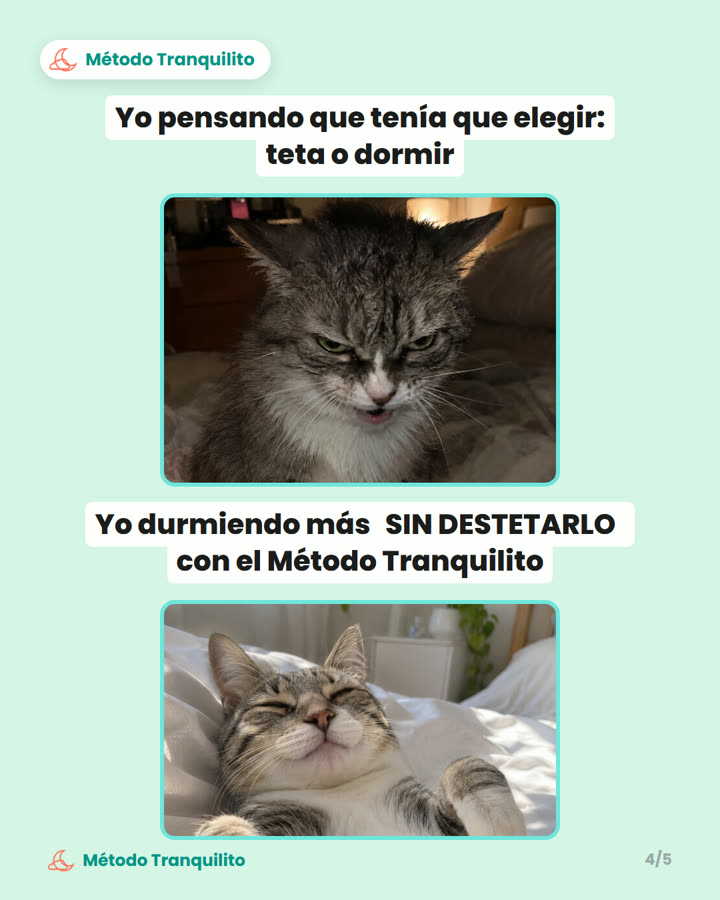 Método Tranquilito
Yo pensando que tenía que elegir:
teta o dormir
Yo durmiendo más SIN DESTETARLO
con el Método Tranquilito
Método Tranquilito
4/5